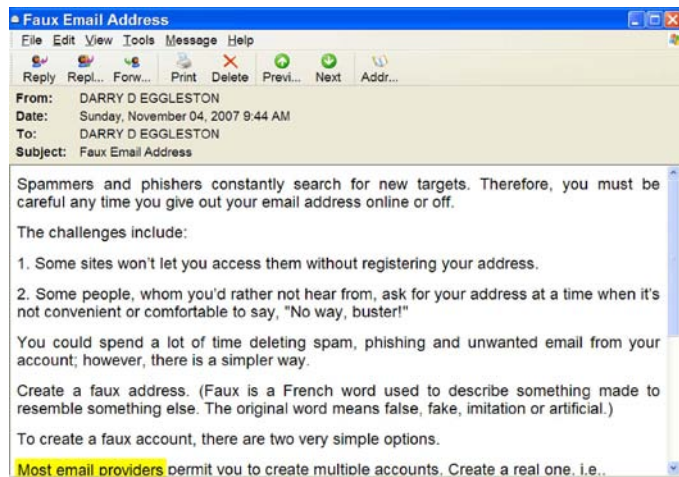 Faux Email Address
File Edit View Tools Message Help
Reply Repl... Forw... Print Delete Previ... Next Addr...
From: DARRY D EGGLESTON
Date: Sunday, November 04, 2007 9:44 AM
To: DARRY D EGGLESTON
Subject: Faux Email Address
Spammers and phishers constantly search for new targets. Therefore, you must be
careful any time you give out your email address online or off.
The challenges include:
1. Some sites won't let you access them without registering your address.
2. Some people, whom you'd rather not hear from, ask for your address at a time when it's
not convenient or comfortable to say, "No way, buster!"
You could spend a lot of time deleting spam, phishing and unwanted email from your
account; however, there is a simpler way.
Create a faux address. (Faux is a French word used to describe something made to
resemble something else. The original word means false, fake, imitation or artificial.)
To create a faux account, there are two very simple options.
Most email providers permit you to create multiple accounts. Create a real one, i.e.,